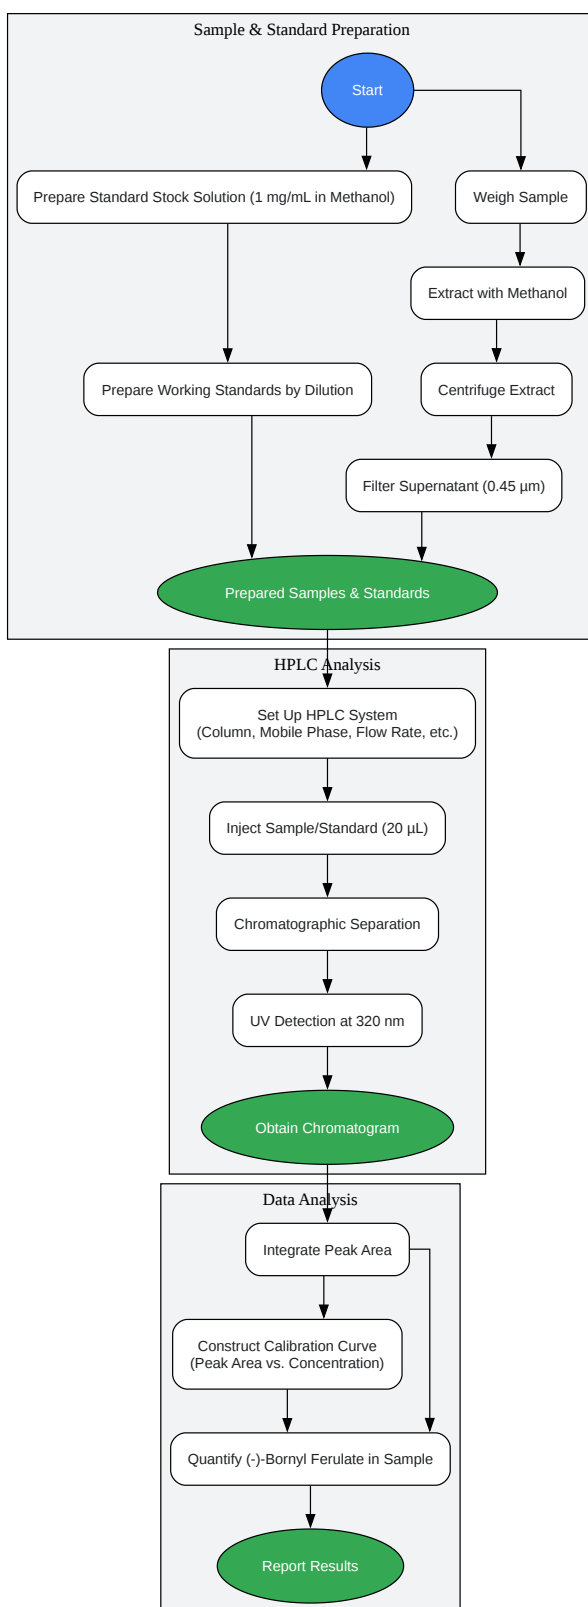 Sample & Standard Preparation
Start
Prepare Standard Stock Solution (1 mg/mL in Methanol)
Weigh Sample
Extract with Methanol
Prepare Working Standards by Dilution
Centrifuge Extract
Filter Supernatant (0.45 µm)
Prepared Samples & Standards
HPLC Analysis
Set Up HPLC System
(Column, Mobile Phase, Flow Rate, etc.)
Inject Sample/Standard (20 µL)
Chromatographic Separation
UV Detection at 320 nm
Obtain Chromatogram
Data Analysis
Integrate Peak Area
Construct Calibration Curve
(Peak Area vs. Concentration)
Quantify (-)-Bornyl Ferulate in Sample
Report Results